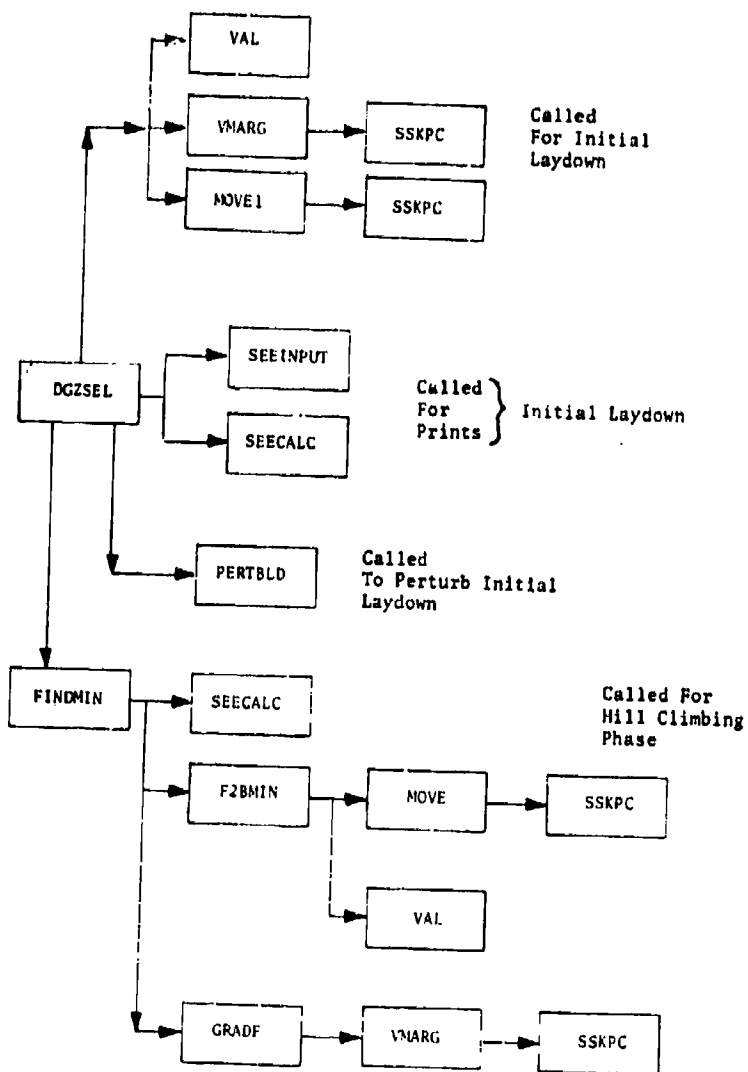 VAL
VMARG
SSKPC
Called
For Initial
Laydown
MOVE1
SSKPC
SEEINPUT
DGZSEL
Called
For
Prints
Initial Laydown
SEECALC
PERTBLD
Called
To Perturb Initial
Laydown
FINDMIN
SEECALC
Called For
Hill Climbing
Phase
F2BMIN
MOVE
SSKPC
VAL
GRADF
VMARG
SSKPC